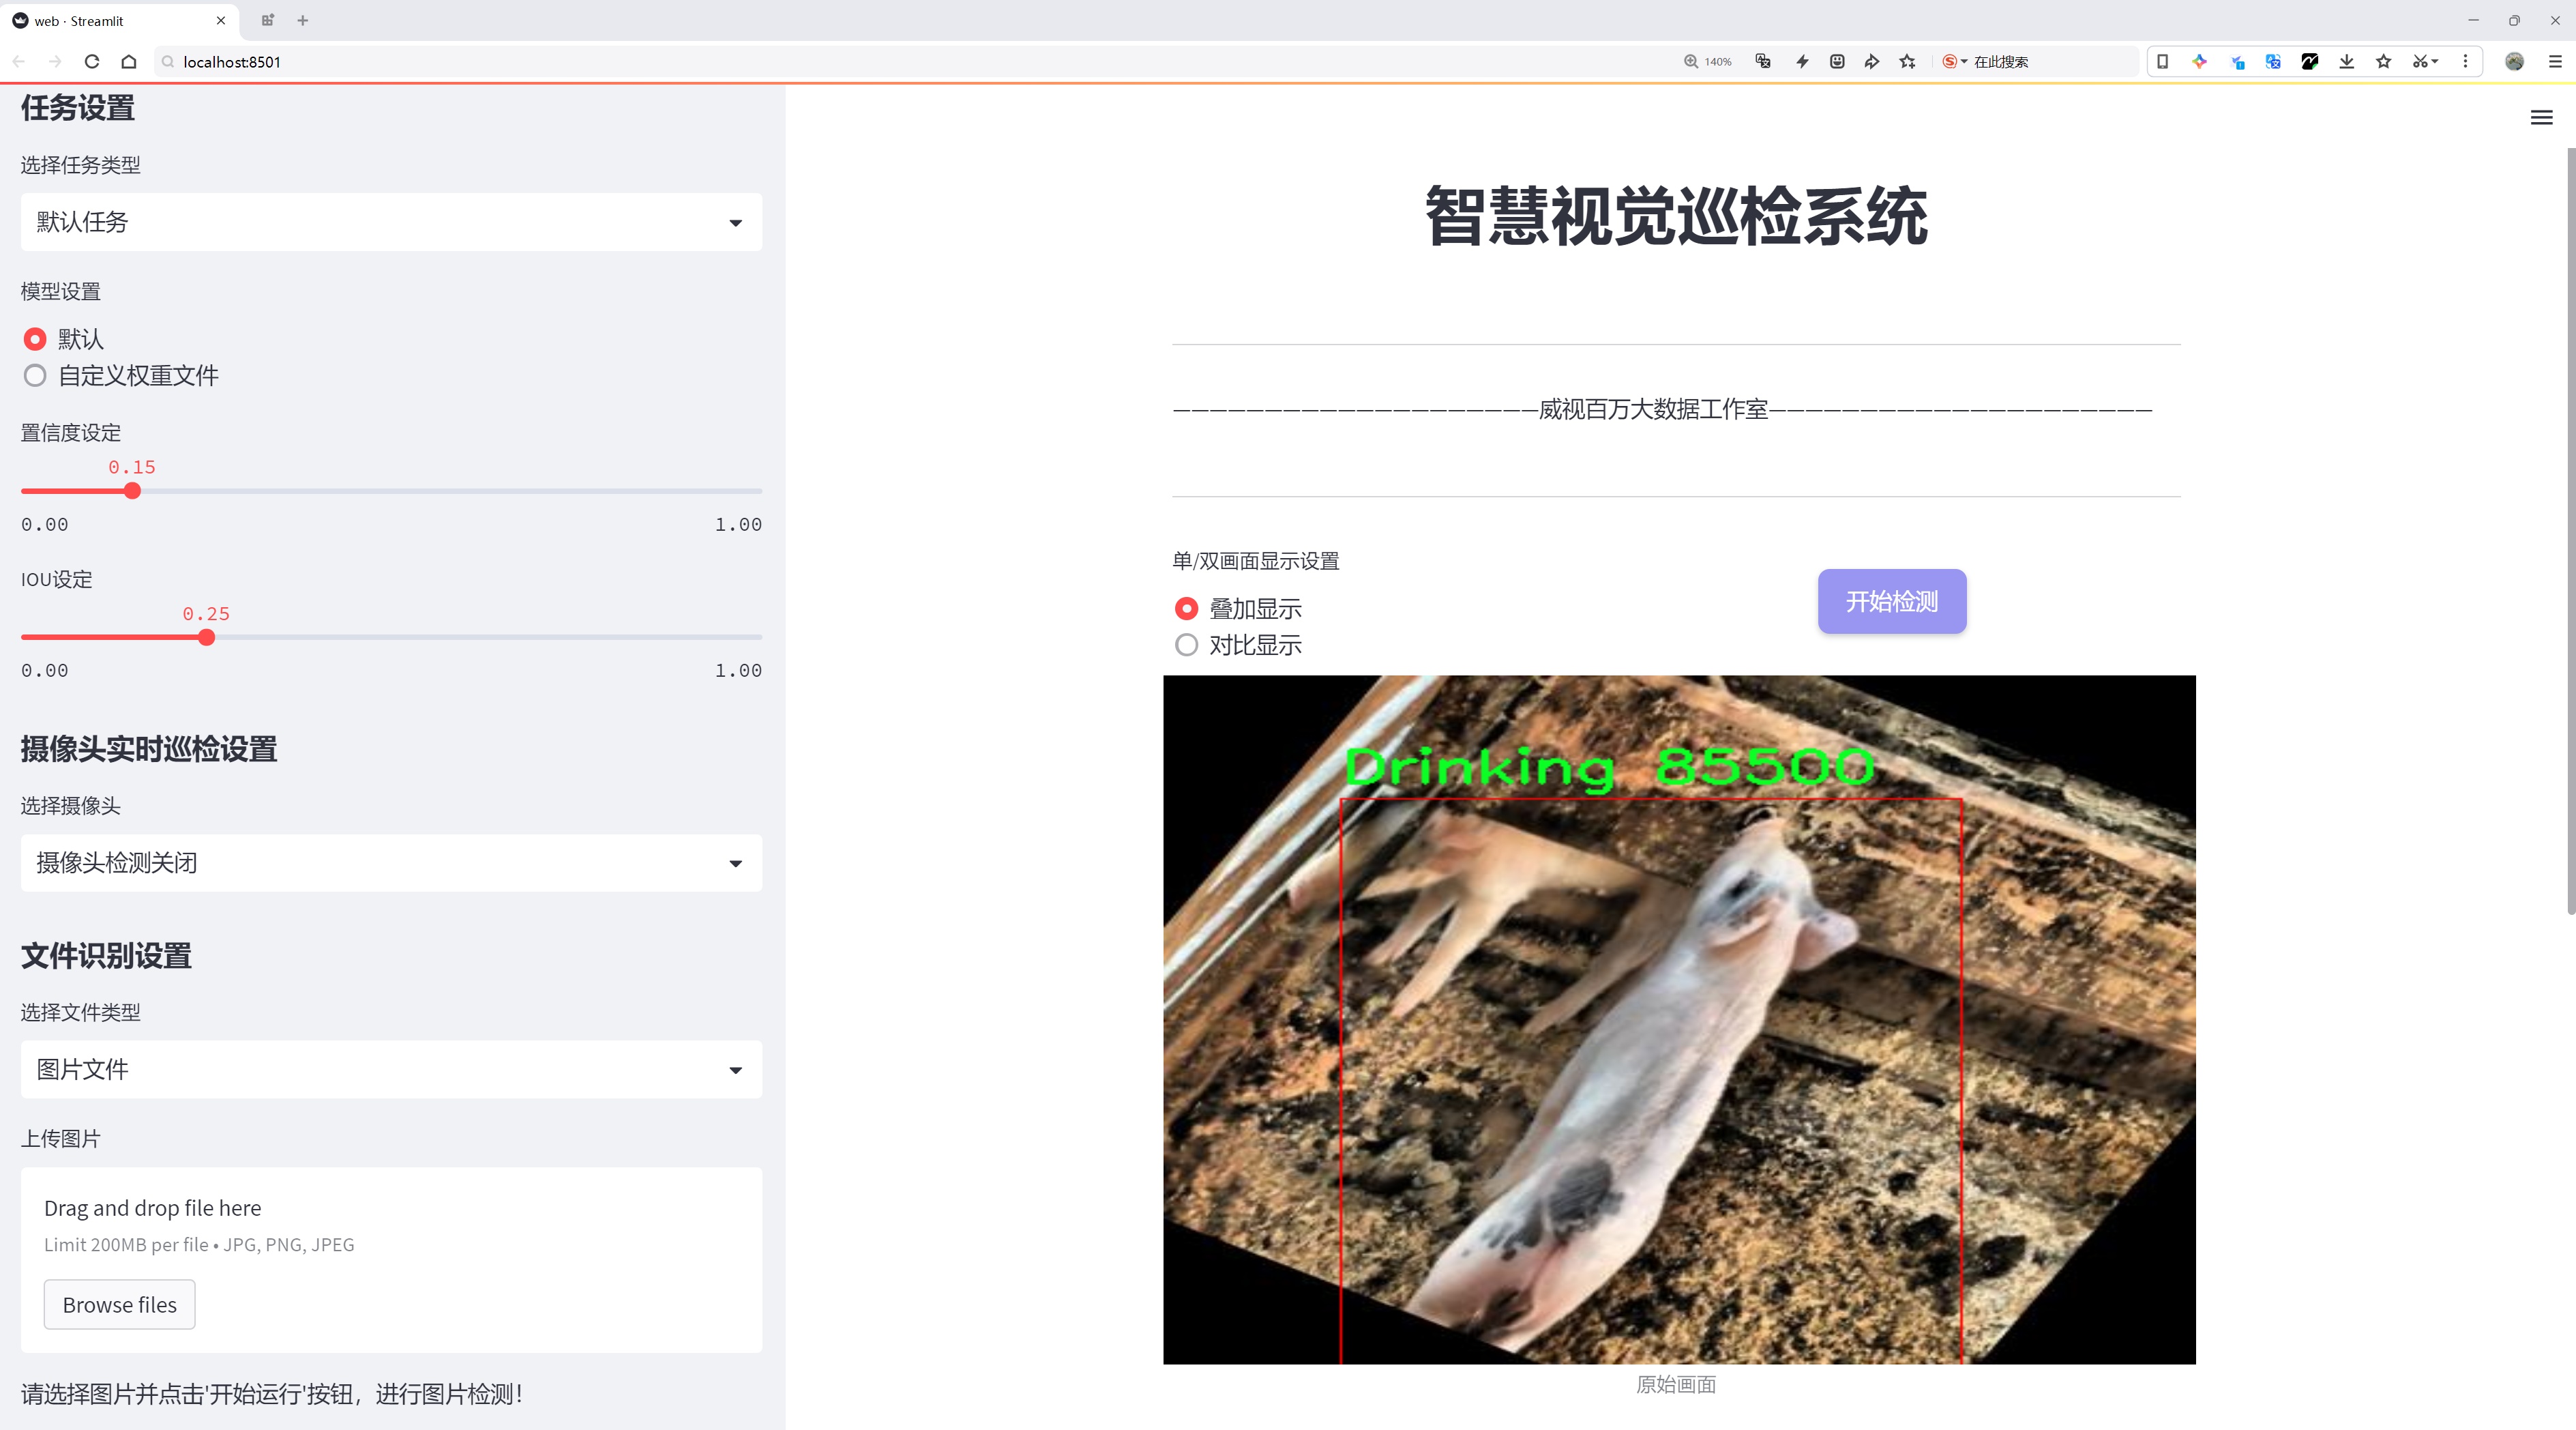 web · Streamlit
localhost:8501
140%
在此搜索
任务设置
选择任务类型
默认任务
模型设置
默认
自定义权重文件
置信度设定
0.15
0.00
1.00
IOU设定
0.25
0.00
1.00
摄像头实时巡检设置
选择摄像头
摄像头检测关闭
文件识别设置
选择文件类型
图片文件
上传图片
Drag and drop file here
Limit 200MB per file • JPG, PNG, JPEG
Browse files
请选择图片并点击'开始运行'按钮，进行图片检测！
智慧视觉巡检系统
————————————————————威视百万大数据工作室—————————————————————
单/双画面显示设置
叠加显示
对比显示
开始检测
Drinking 85500
原始画面